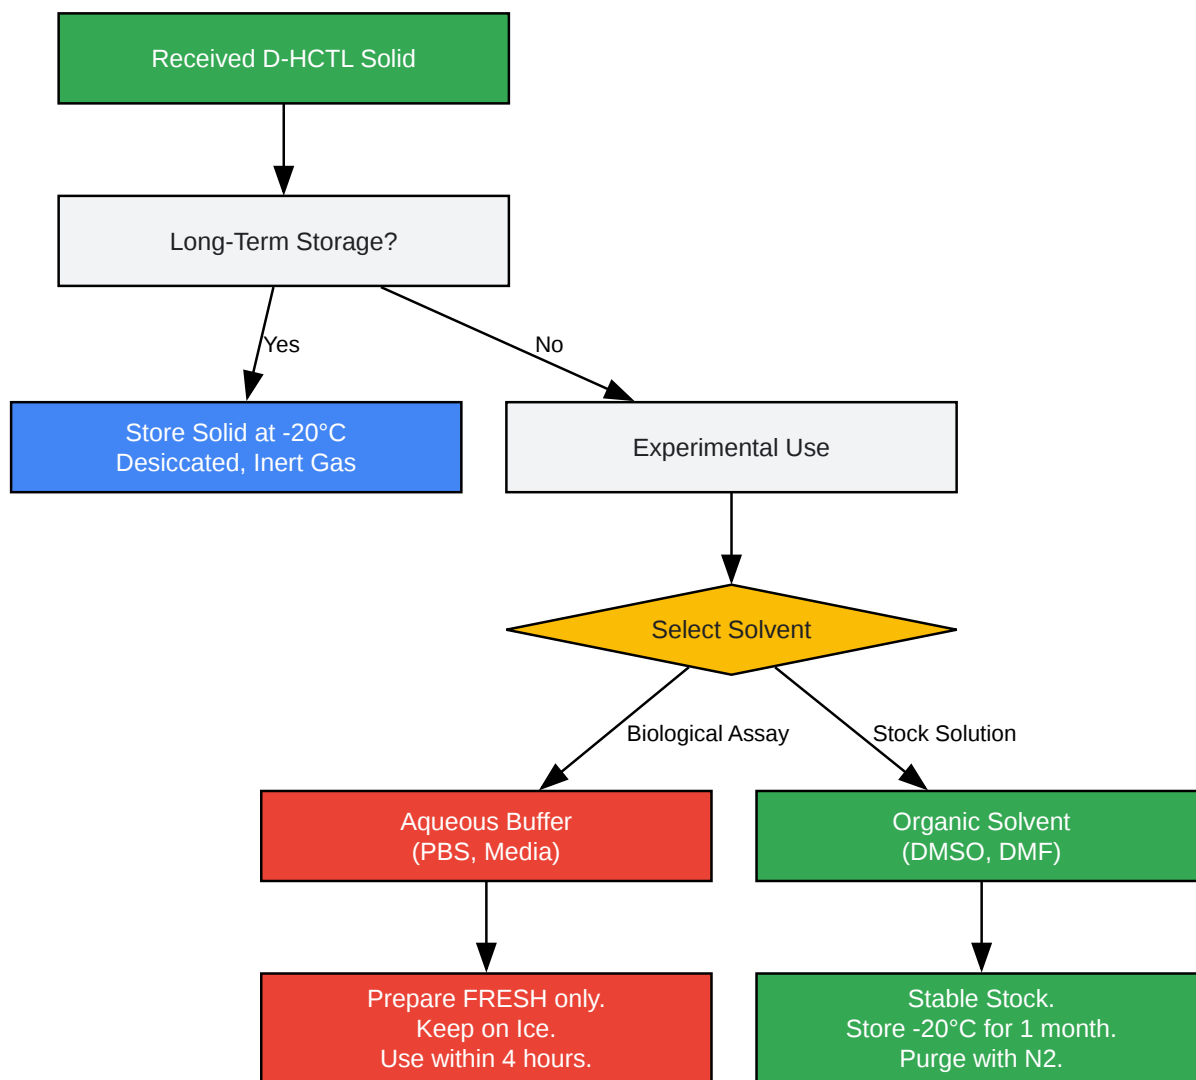 Received D-HCTL Solid
Long-Term Storage?
Yes
No
Store Solid at -20°C
Desiccated, Inert Gas
Experimental Use
Select Solvent
Biological Assay
Stock Solution
Aqueous Buffer
(PBS, Media)
Organic Solvent
(DMSO, DMF)
Prepare FRESH only.
Keep on Ice.
Use within 4 hours.
Stable Stock.
Store -20°C for 1 month.
Purge with N2.